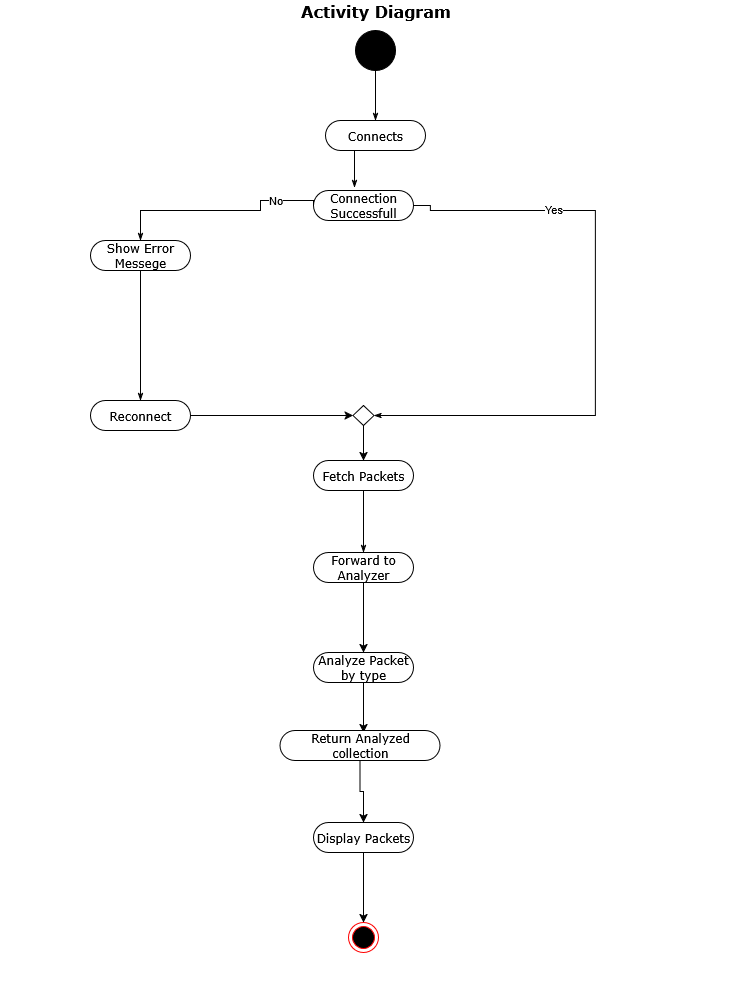 Activity Diagram
Connects
Connection
Successfull
No
Yes
Show Error
Messege
Reconnect
Fetch Packets
Forward to
Analyzer
Analyze Packet
by type
Return Analyzed
collection
Display Packets